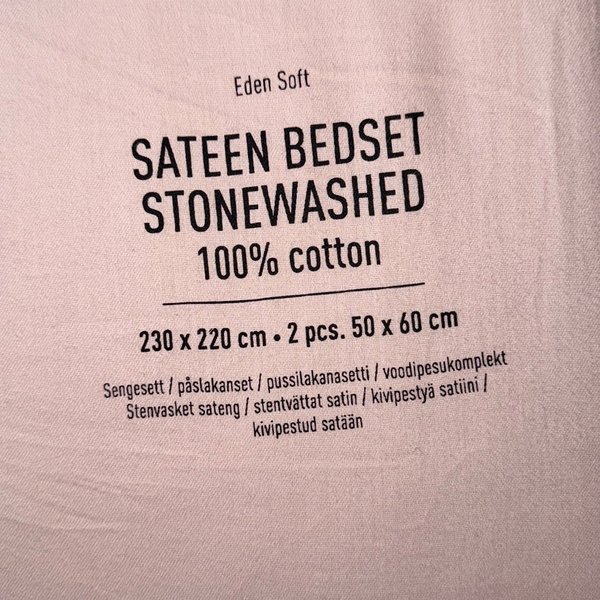 Eden Soft
SATEEN BEDSET
STONEWASHED
100% cotton
230 x 220 cm • 2 pcs. 50 x 60 cm
Sengesett / påslakanset / pussilakanasetti / voodipesukomplekt
Stenvasket sateng / stentvättat satin / kivipestyä satiini /
kivipestud satään